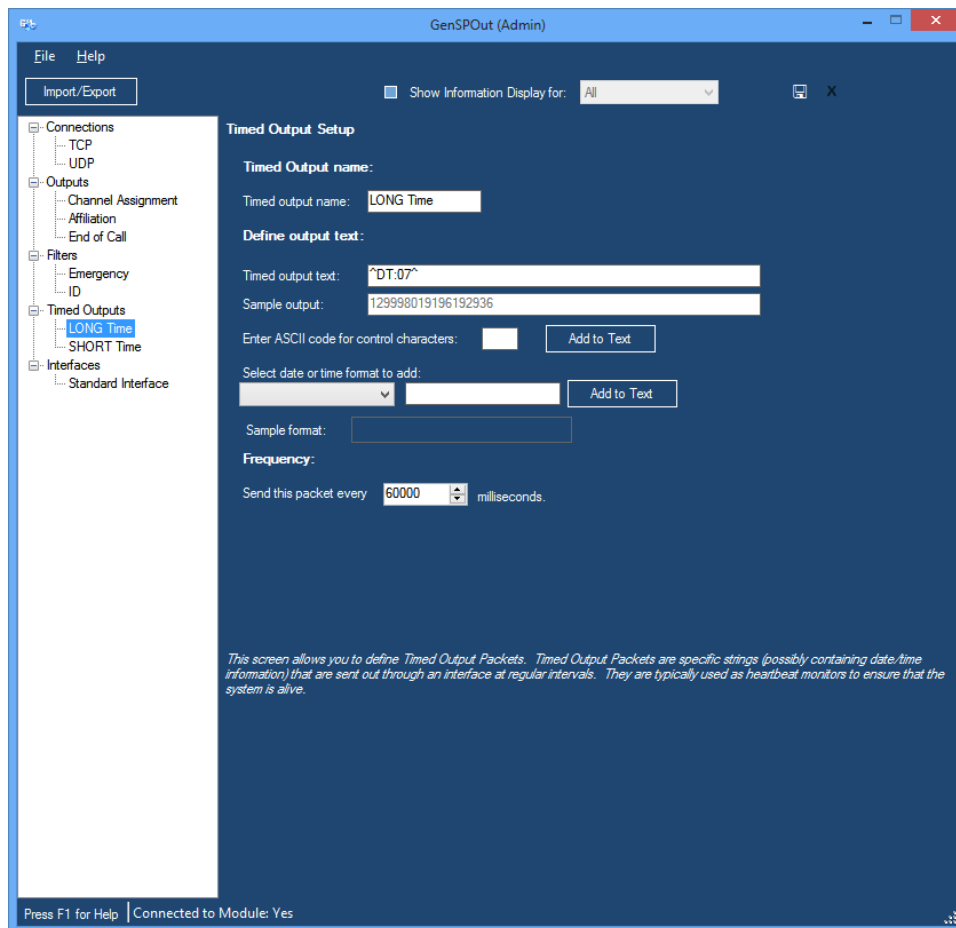 GenSPOut (Admin)
File Help
Import/Export
Show Information Display for: All
X
Connections
TCP
UDP
Outputs
Channel Assignment
Affiliation
End of Call
Filters
Emergency
ID
Timed Outputs
LONG Time
SHORT Time
Interfaces
Standard Interface
Timed Output Setup
Timed Output name:
Timed output name: LONG Time
Define output text:
Timed output text: ^DT:07^
Sample output: 129998019196192936
Enter ASCII code for control characters: Add to Text
Select date or time format to add:
Add to Text
Sample format:
Frequency:
Send this packet every 60000 milliseconds.
This screen allows you to define Timed Output Packets. Timed Output Packets are specific strings (possibly containing date/time
information) that are sent out through an interface at regular intervals. They are typically used as heartbeat monitors to ensure that the
system is alive.
Press F1 for Help Connected to Module: Yes